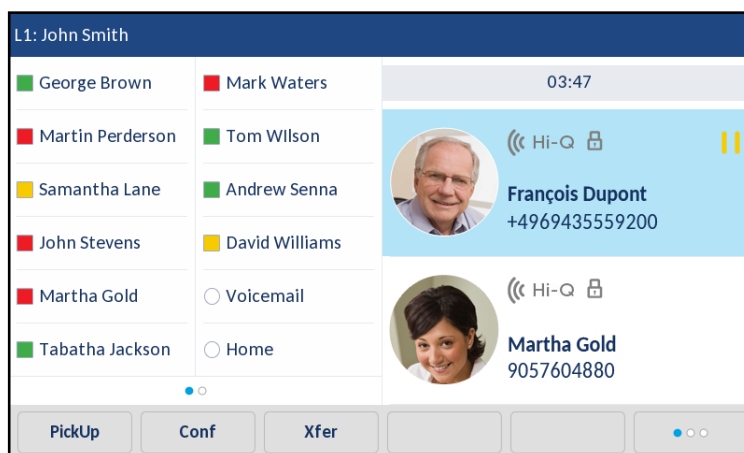 L1: John Smith
George Brown
Martin Perderson
Samantha Lane
John Stevens
Martha Gold
Tabatha Jackson
Mark Waters
Tom WIlson
Andrew Senna
David Williams
Voicemail
Home
03:47
Hi-Q
François Dupont
+4969435559200
Hi-Q
Martha Gold
9057604880
PickUp
Conf
Xfer